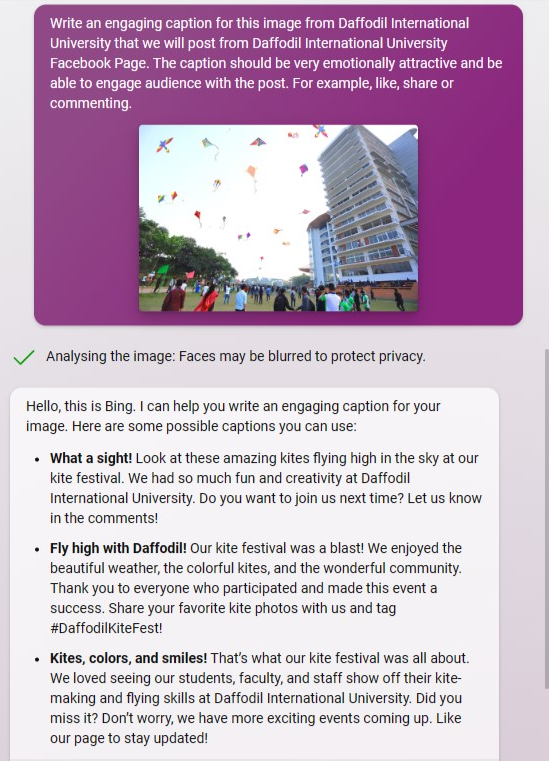 Write an engaging caption for this image from Daffodil International
University that we will post from Daffodil International University
Facebook Page. The caption should be very emotionally attractive and be
able to engage audience with the post. For example, like, share or
commenting.
Analysing the image: Faces may be blurred to protect privacy.
Hello, this is Bing. I can help you write an engaging caption for your
image. Here are some possible captions you can use:
• What a sight! Look at these amazing kites flying high in the sky at our
kite festival. We had so much fun and creativity at Daffodil
International University. Do you want to join us next time? Let us know
in the comments!
• Fly high with Daffodil! Our kite festival was a blast! We enjoyed the
beautiful weather, the colorful kites, and the wonderful community.
Thank you to everyone who participated and made this event a
success. Share your favorite kite photos with us and tag
#DaffodilKiteFest!
• Kites, colors, and smiles! That’s what our kite festival was all about.
We loved seeing our students, faculty, and staff show off their kite-
making and flying skills at Daffodil International University. Did you
miss it? Don’t worry, we have more exciting events coming up. Like
our page to stay updated!